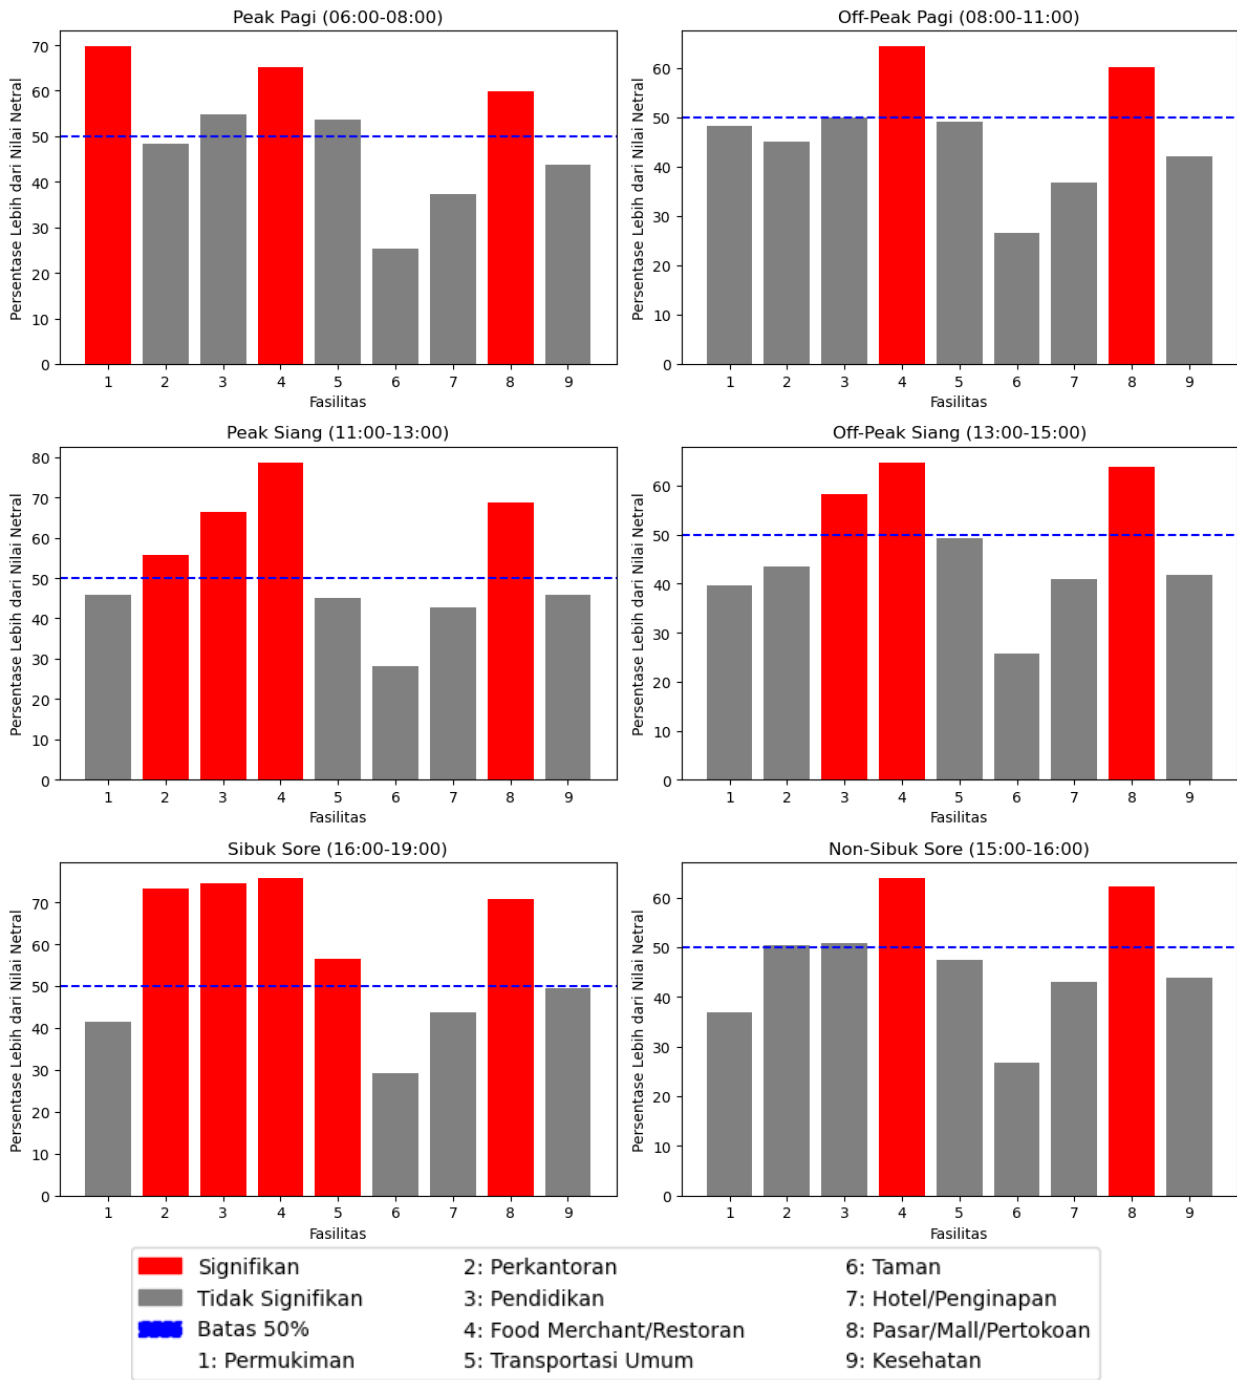 Peak Pagi (06:00-08:00)
Persentase Lebih dari Nilai Netral
70
60
50
40
30
20
10
0
1 2 3 4 5 6 7 8 9
Fasilitas
Off-Peak Pagi (08:00-11:00)
Persentase Lebih dari Nilai Netral
60
50
40
30
20
10
0
1 2 3 4 5 6 7 8 9
Fasilitas
Peak Siang (11:00-13:00)
Persentase Lebih dari Nilai Netral
80
70
60
50
40
30
20
10
0
1 2 3 4 5 6 7 8 9
Fasilitas
Off-Peak Siang (13:00-15:00)
Persentase Lebih dari Nilai Netral
60
50
40
30
20
10
0
1 2 3 4 5 6 7 8 9
Fasilitas
Sibuk Sore (16:00-19:00)
Persentase Lebih dari Nilai Netral
70
60
50
40
30
20
10
0
1 2 3 4 5 6 7 8 9
Fasilitas
Non-Sibuk Sore (15:00-16:00)
Persentase Lebih dari Nilai Netral
60
50
40
30
20
10
0
1 2 3 4 5 6 7 8 9
Fasilitas
Signifikan
Tidak Signifikan
Batas 50%
1: Permukiman
2: Perkantoran
3: Pendidikan
4: Food Merchant/Restoran
5: Transportasi Umum
6: Taman
7: Hotel/Penginapan
8: Pasar/Mall/Pertokoan
9: Kesehatan